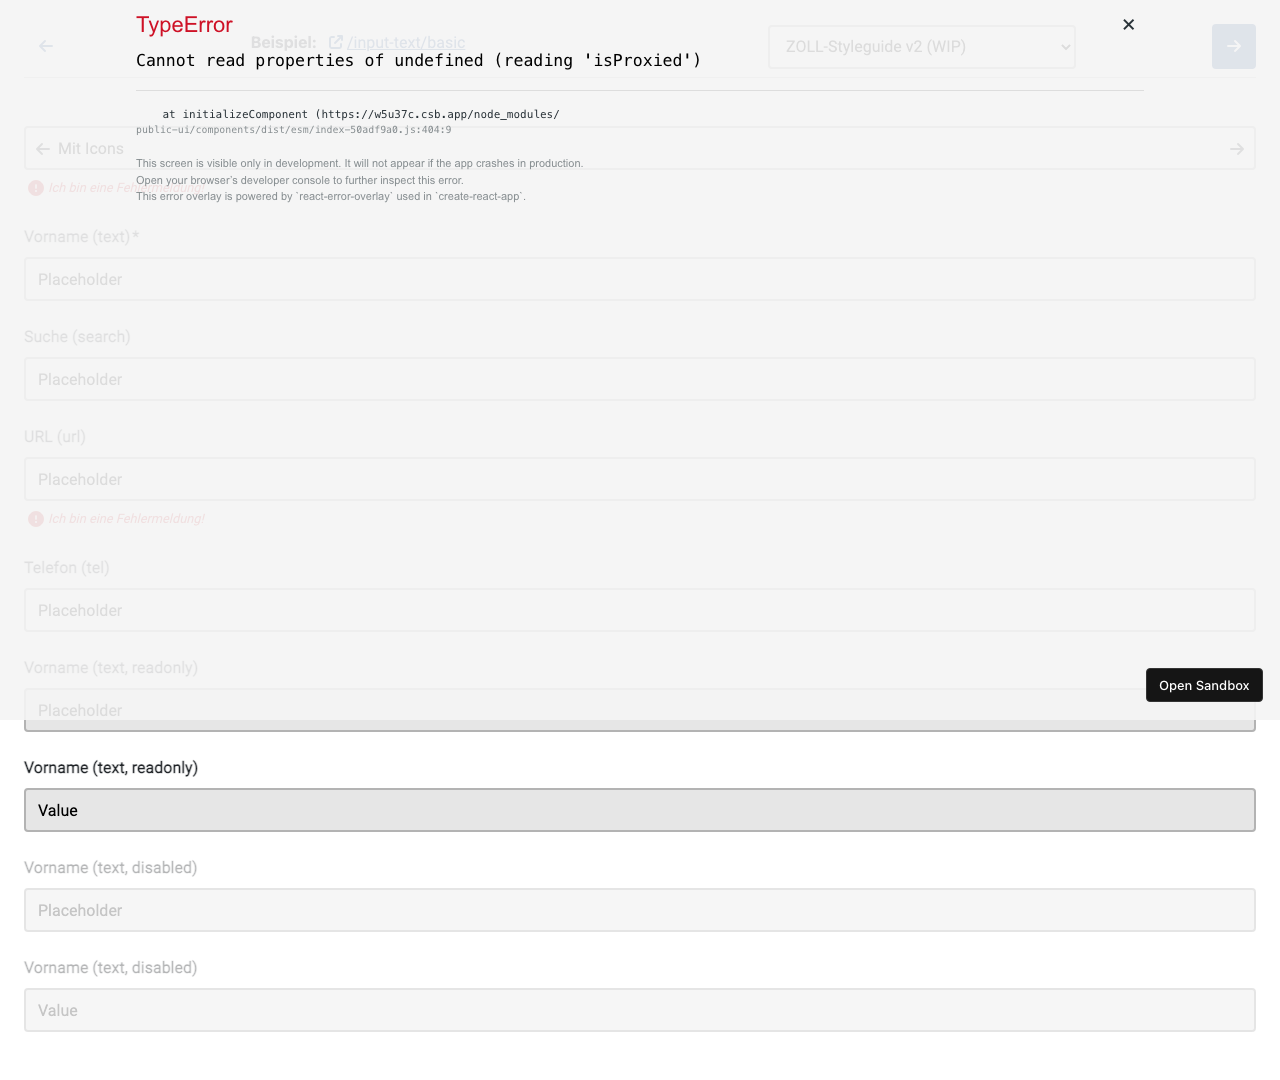 TypeError
Beispiel: /input-text/basic
ZOLL-Styleguide v2 (WIP)
Cannot read properties of undefined (reading 'isProxied')
at initializeComponent (https://w5u37c.csb.app/node_modules/
public-ui/components/dist/esm/index-50adf9a0.js:404:9
Mit Icons
This screen is visible only in development. It will not appear if the app crashes in production.
Open your browser's developer console to further inspect this error.
Ich bin eine Fehlermeldung!
This error overlay is powered by `react-error-overlay` used in `create-react-app`.
Vorname (text)*
Placeholder
Suche (search)
Placeholder
URL (url)
Placeholder
Ich bin eine Fehlermeldung!
Telefon (tel)
Placeholder
Vorname (text, readonly)
Open Sandbox
Placeholder
Vorname (text, readonly)
Value
Vorname (text, disabled)
Placeholder
Vorname (text, disabled)
Value